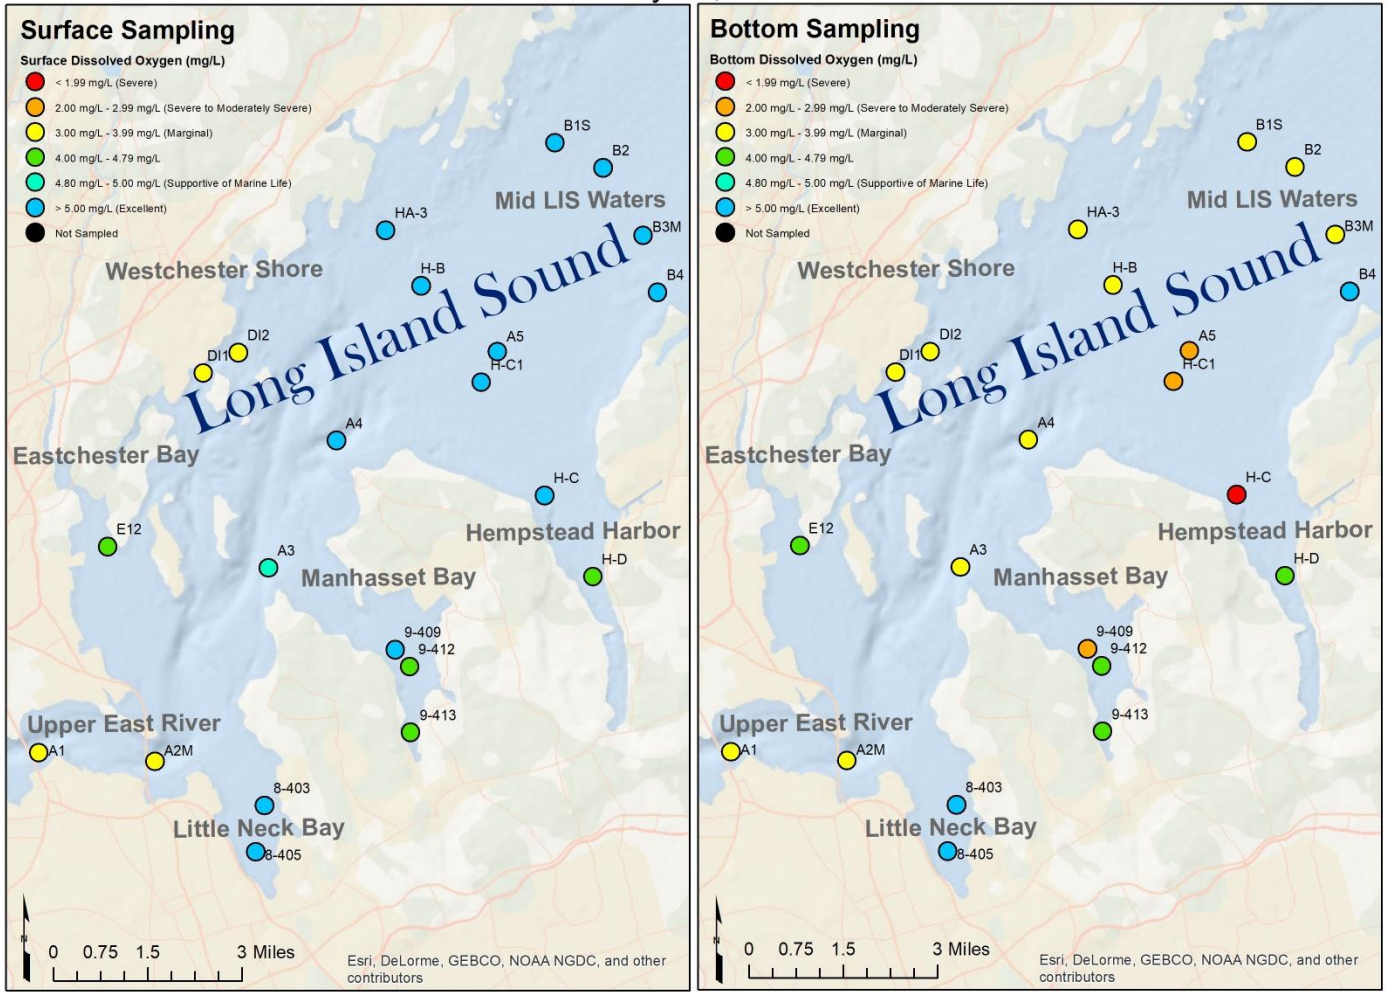 Surface Sampling
Surface Dissolved Oxygen (mg/L)
< 1.99 mg/L (Severe)
2.00 mg/L - 2.99 mg/L (Severe to Moderately Severe)
3.00 mg/L - 3.99 mg/L (Marginal)
4.00 mg/L - 4.79 mg/L
4.80 mg/L - 5.00 mg/L (Supportive of Marine Life)
> 5.00 mg/L (Excellent)
Not Sampled
B1S
B2
Mid LIS Waters
HA-3
B3M
Westchester Shore
H-B
B4
Long Island Sound
DI2
A5
DI1
H-C1
A4
Eastchester Bay
H-C
E12
Hempstead Harbor
A3
H-D
Manhasset Bay
9-409
9-412
9-413
Upper East River
A1
A2M
8-403
Little Neck Bay
8-405
N
0 0.75 1.5 3 Miles
Esri, DeLorme, GEBCO, NOAA NGDC, and other
contributors
Bottom Sampling
Bottom Dissolved Oxygen (mg/L)
< 1.99 mg/L (Severe)
2.00 mg/L - 2.99 mg/L (Severe to Moderately Severe)
3.00 mg/L - 3.99 mg/L (Marginal)
4.00 mg/L - 4.79 mg/L
4.80 mg/L - 5.00 mg/L (Supportive of Marine Life)
> 5.00 mg/L (Excellent)
Not Sampled
B1S
B2
Mid LIS Waters
HA-3
B3M
Westchester Shore
H-B
B4
Long Island Sound
DI2
A5
DI1
H-C1
A4
Eastchester Bay
H-C
E12
Hempstead Harbor
A3
H-D
Manhasset Bay
9-409
9-412
9-413
Upper East River
A1
A2M
8-403
Little Neck Bay
8-405
N
0 0.75 1.5 3 Miles
Esri, DeLorme, GEBCO, NOAA NGDC, and other
contributors